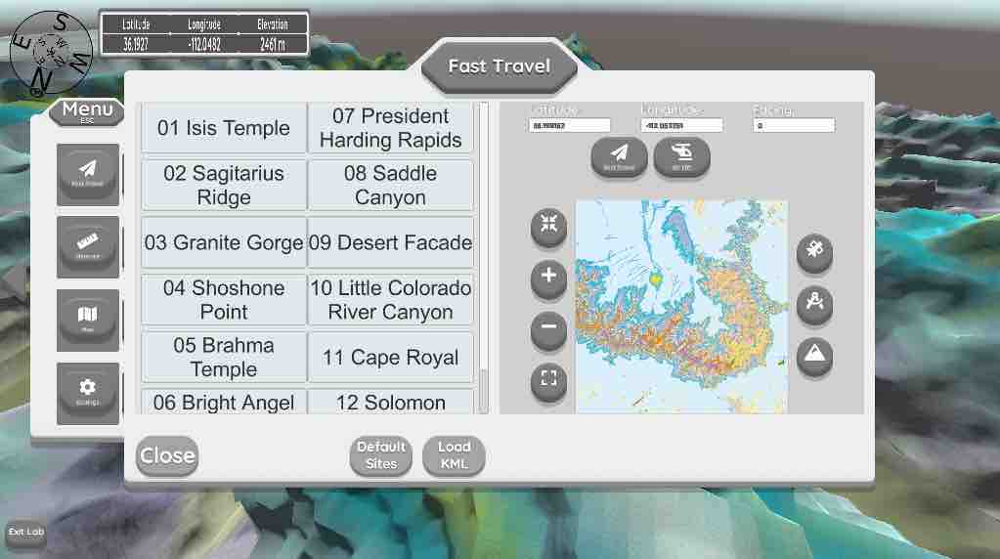 S
E
W
N
Latitude Longitude Elevation
36.1927 -112.0482 2461 m
Fast Travel
Menu
ESC
Fast Travel
Measure
Map
Settings
01 Isis Temple
07 President
Harding Rapids
02 Sagitarius
Ridge
08 Saddle
Canyon
03 Granite Gorge
09 Desert Facade
04 Shoshone
Point
10 Little Colorado
River Canyon
05 Brahma
Temple
11 Cape Royal
06 Bright Angel
12 Solomon
Latitude: Longitude: Facing:
0
Fast Travel
Close
Default
Sites
Load
KML
Exit Lab